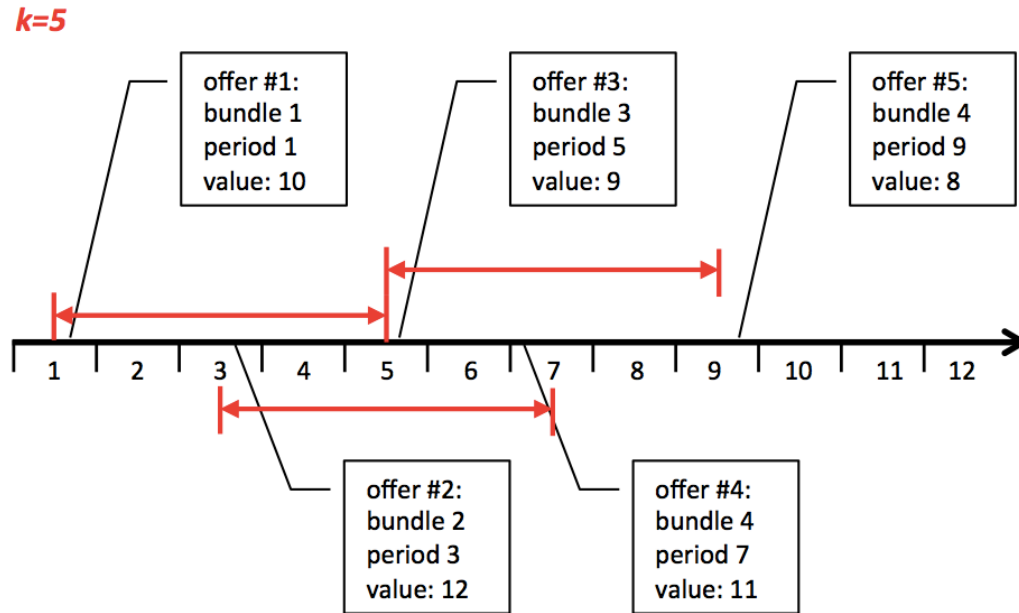 k=5
offer #1:
bundle 1
period 1
value: 10
offer #3:
bundle 3
period 5
value: 9
offer #5:
bundle 4
period 9
value: 8
1 2 3 4 5 6 7 8 9 10 11 12
offer #2:
bundle 2
period 3
value: 12
offer #4:
bundle 4
period 7
value: 11